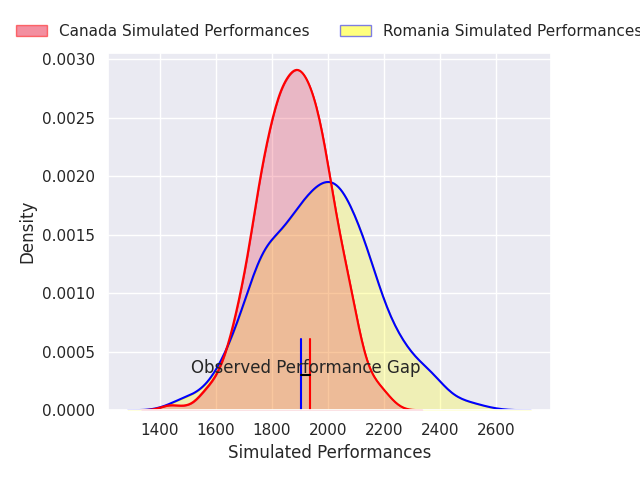 Canada Simulated Performances
Romania Simulated Performances
0.0030
0.0025
0.0020
0.0015
0.0010
0.0005
0.0000
Density
Observed Performance Gap
1400 1600 1800 2000 2200 2400 2600
Simulated Performances